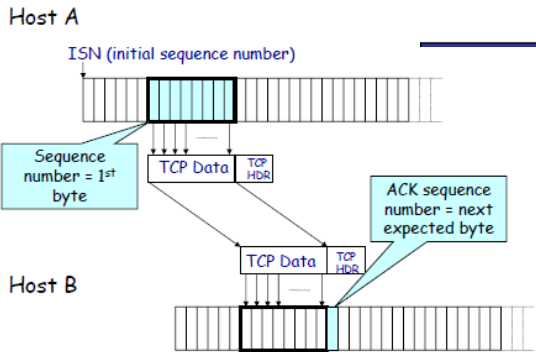 Host A
ISN (initial sequence number)
Sequence
number = 1st
byte
TCP Data
TCP
HDR
ACK sequence
number = next
expected byte
TCP Data
TCP
HDR
Host B